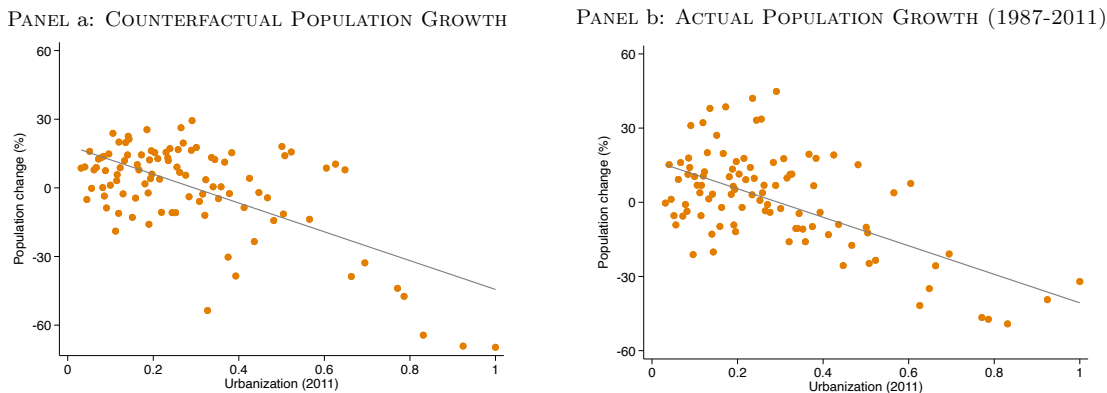 PANEL a: COUNTERFACTUAL POPULATION GROWTH
60
30
0
-30
-60
Population change (%)
0 0.2 0.4 0.6 0.8 1
Urbanization (2011)
PANEL b: ACTUAL POPULATION GROWTH (1987-2011)
60
30
0
-30
-60
Population change (%)
0 0.2 0.4 0.6 0.8 1
Urbanization (2011)